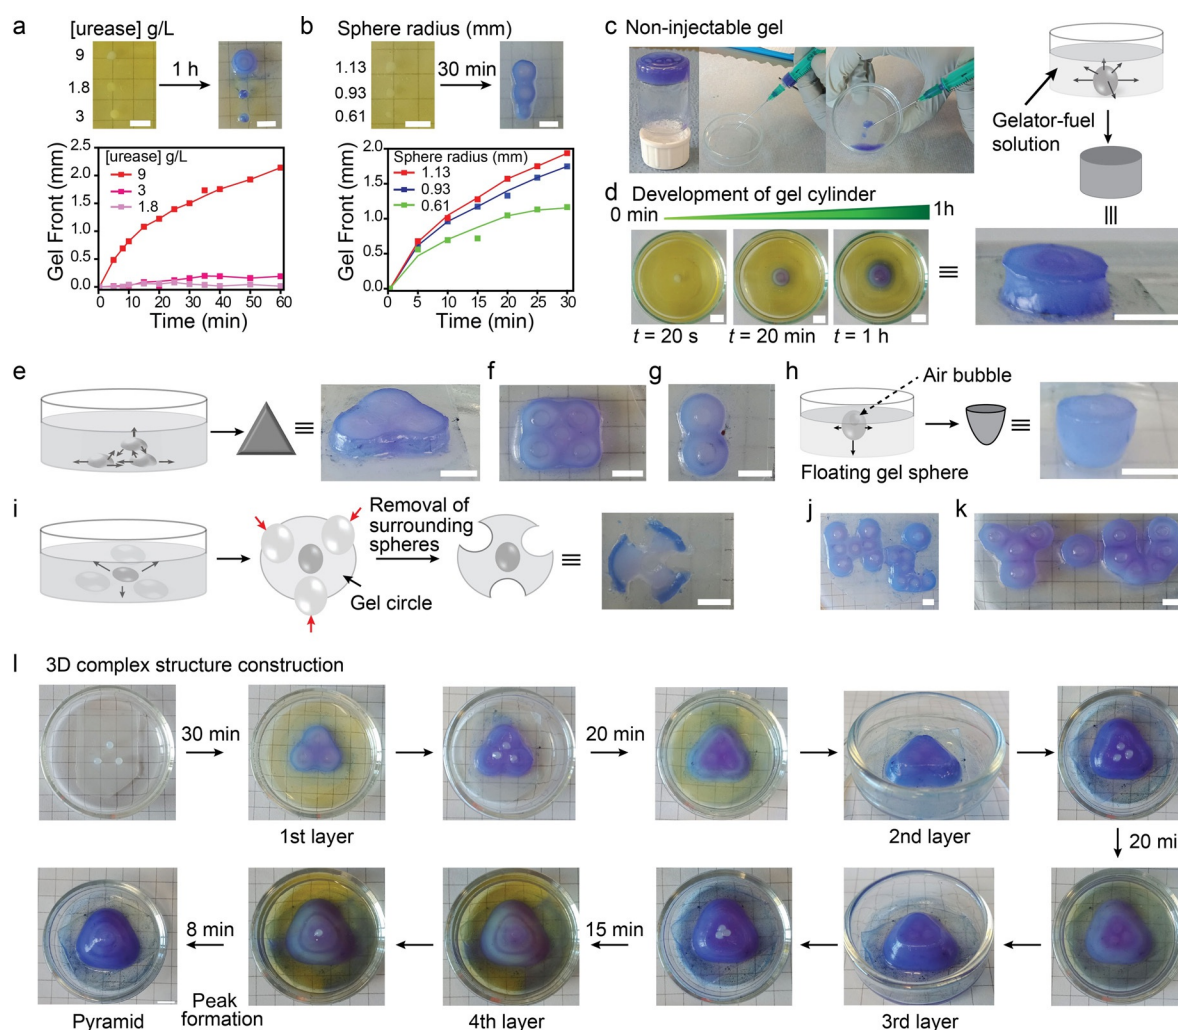 a
[urease] g/L
9
1.8
3
1 h
Gel Front (mm)
2.5
2.0
1.5
1.0
0.5
0.0
[urease] g/L
9
3
1.8
0 10 20 30 40 50 60
Time (min)
b
Sphere radius (mm)
1.13
0.93
0.61
30 min
Gel Front (mm)
2.0
1.5
1.0
0.5
0.0
Sphere radius (mm)
1.13
0.93
0.61
0 5 10 15 20 25 30
Time (min)
c Non-injectable gel
Gelator-fuel
solution
d Development of gel cylinder
0 min
1h
t = 20 s
t = 20 min
t = 1 h
e
f
g
h
Air bubble
Floating gel sphere
i
Removal of
surrounding
spheres
Gel circle
j
k
l 3D complex structure construction
30 min
20 min
1st layer
2nd layer
20 mi
8 min
15 min
Pyramid
Peak
formation
4th layer
3rd layer